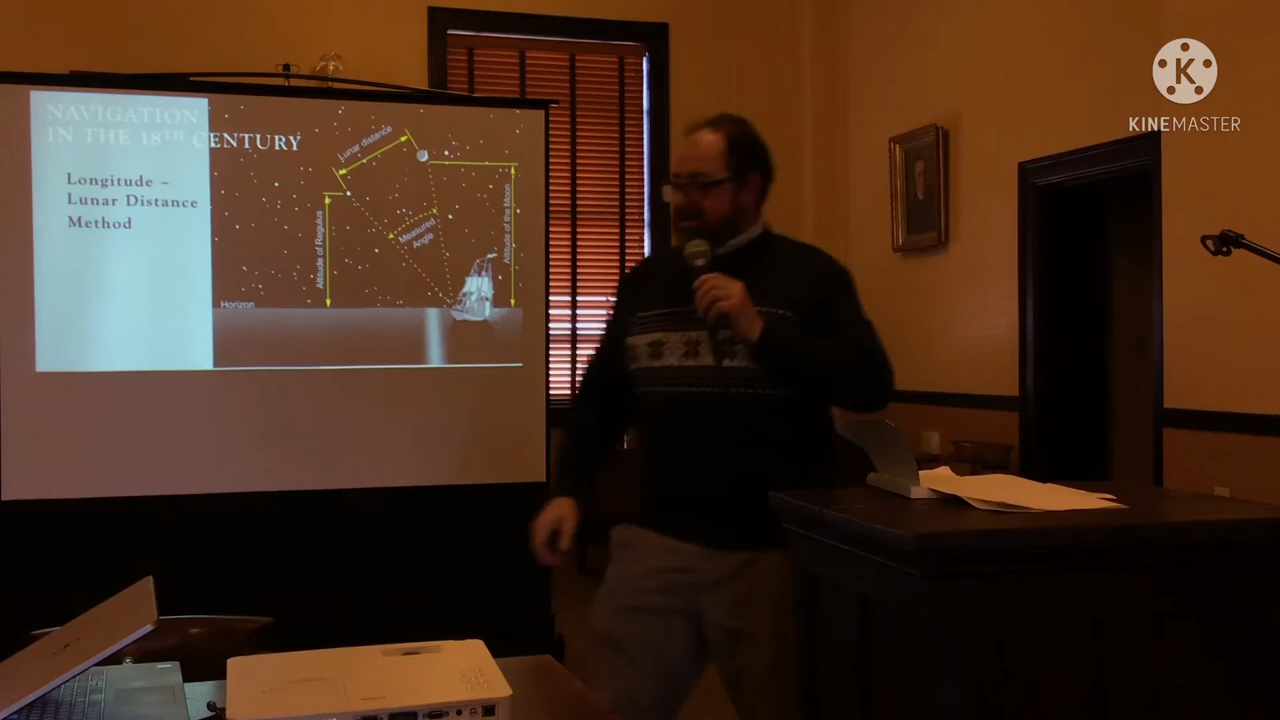 NAVIGATION
IN THE 18TH CENTURY
Longitude –
Lunar Distance
Method
Lunar distance
Altitude of Regulus
Measured
Angle
Altitude of the Moon
Horizon
K
KINEMASTER